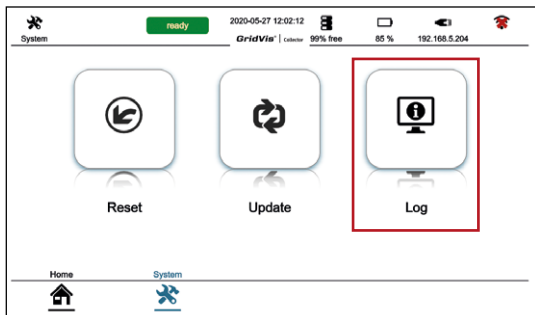 System
ready
2020-05-27 12:02:12
GridVis® | Collector
99% free
85 %
192.168.5.204
Reset
Update
Log
Home
System